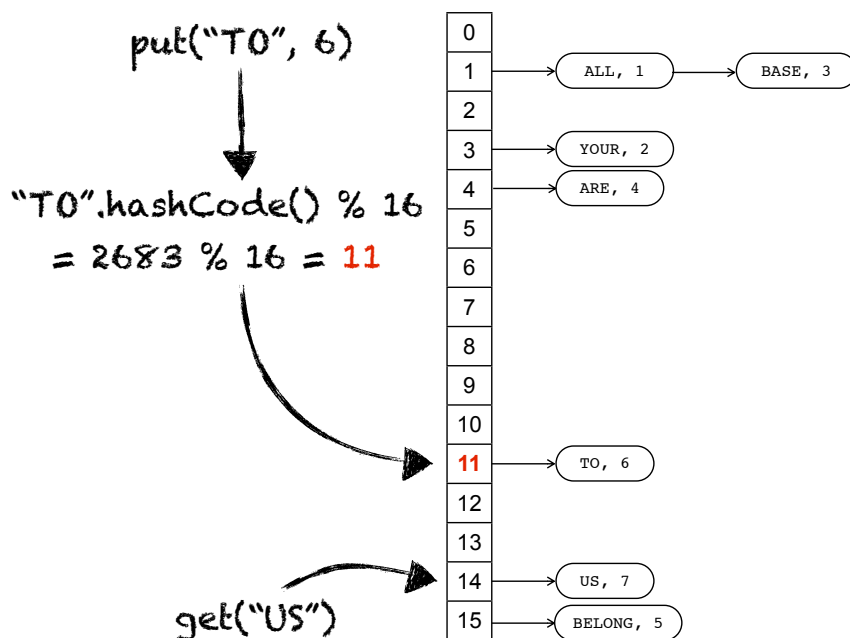 put("TO", 6)
"TO".hashCode() % 16
= 2683 % 16 = 11
get("US")
0
1 ALL, 1 BASE, 3
2
3 YOUR, 2
4 ARE, 4
5
6
7
8
9
10
11 TO, 6
12
13
14 US, 7
15 BELONG, 5